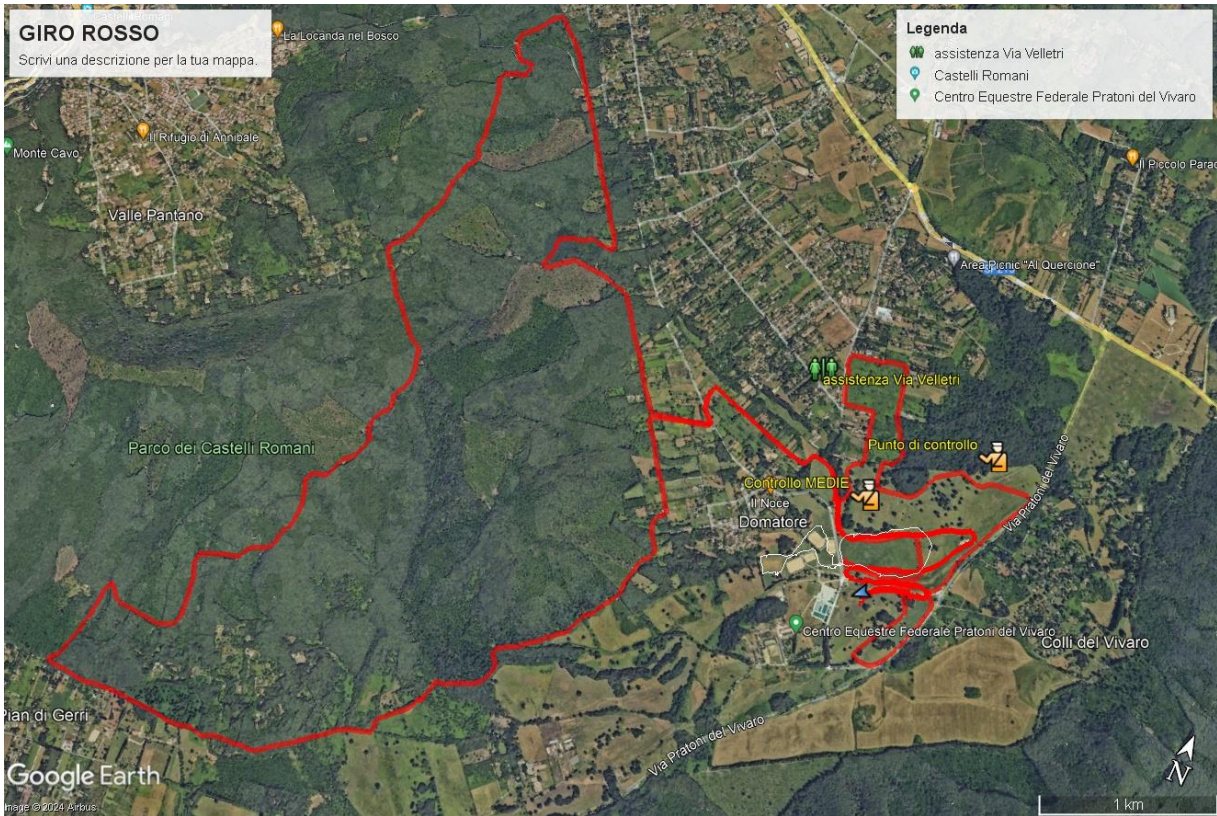 GIRO ROSSO
Scrivi una descrizione per la tua mappa.
Castelli Romani
La Locanda nel Bosco
Legenda
assistenza Via Velletri
Castelli Romani
Centro Equestre Federale Pratoni del Vivaro
Il Rifugio di Annibale
Monte Cavo
Il Piccolo Parad
Valle Pantano
Area Picnic "Al Quercione"
assistenza Via Velletri
Parco dei Castelli Romani
Punto di controllo
Controllo MEDIE
Il Noce
Domatore
Via Pratoni del Vivaro
Centro Equestre Federale Pratoni del Vivaro
Colli del Vivaro
Pian di Gerri
Via Pratoni del Vivaro
Google Earth
Image © 2024 Airbus
N
1 km